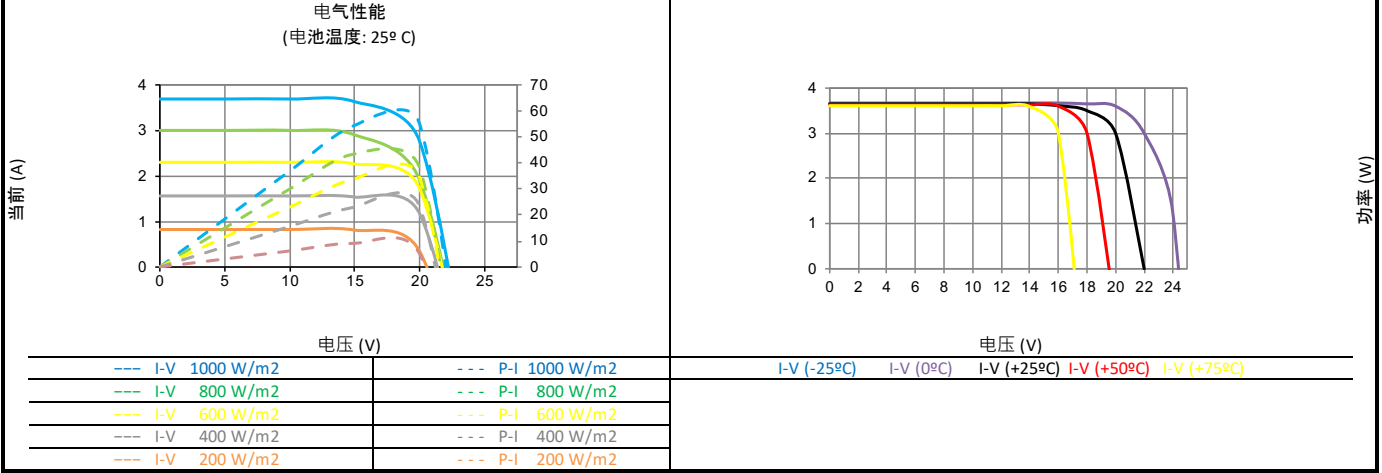 电气性能
(电池温度: 25º C)
4
3
2
1
0
70
60
50
40
30
20
10
0
0 5 10 15 20 25
当前 (A)
电压 (V)
4
3
2
1
0
0 2 4 6 8 10 12 14 16 18 20 22 24
功率 (W)
电压 (V)
––– I-V 1000 W/m2 - - - P-I 1000 W/m2
––– I-V 800 W/m2 - - - P-I 800 W/m2
––– I-V 600 W/m2 - - - P-I 600 W/m2
––– I-V 400 W/m2 - - - P-I 400 W/m2
––– I-V 200 W/m2 - - - P-I 200 W/m2
I-V (-25ºC) I-V (0ºC) I-V (+25ºC) I-V (+50ºC) I-V (+75ºC)